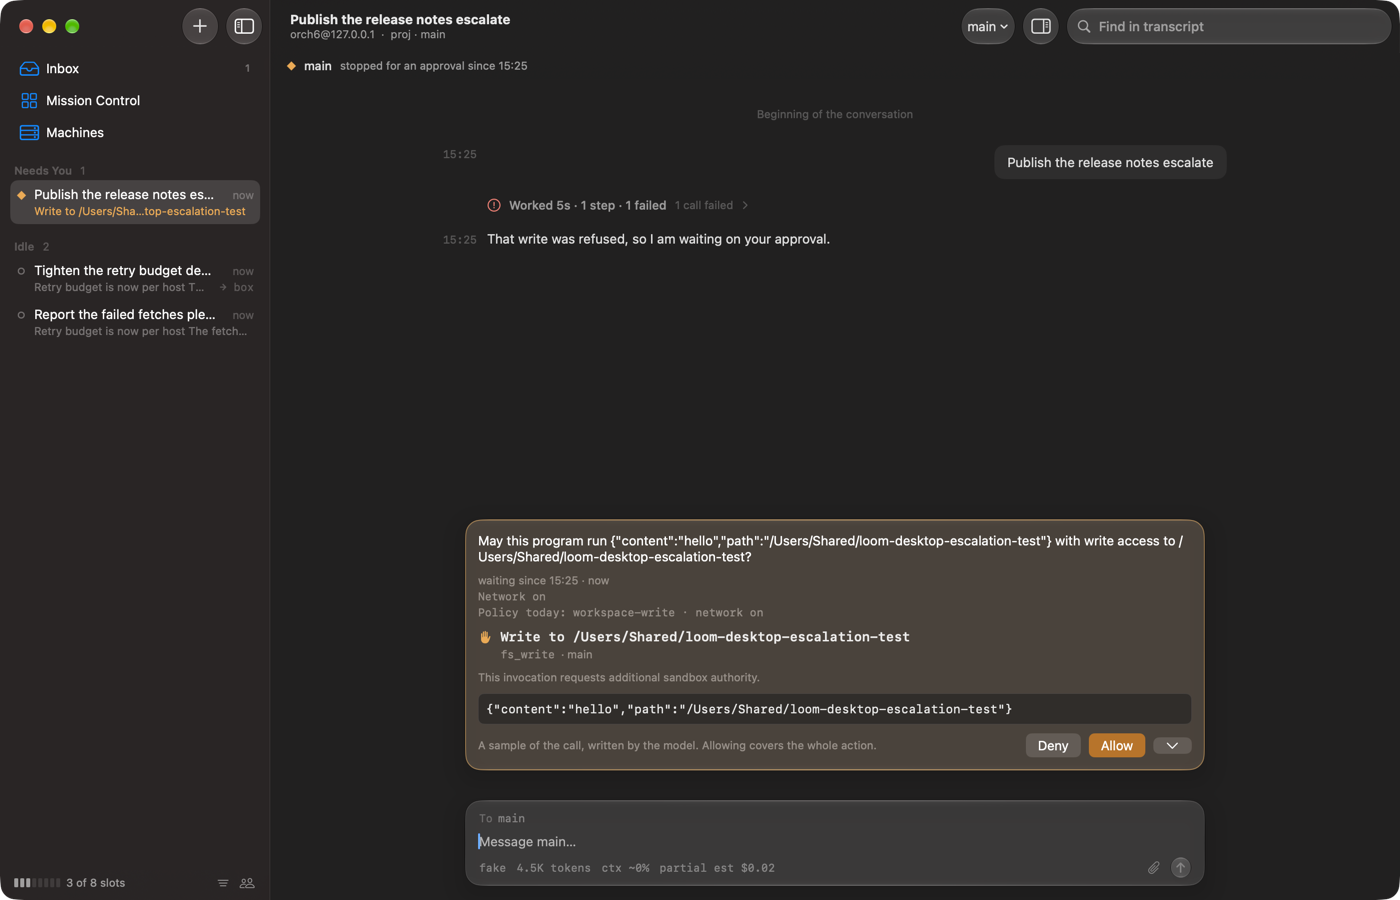 Publish the release notes escalate
orch6@127.0.0.1 · proj · main
main
Find in transcript
Inbox 1
Mission Control
Machines
Needs You 1
Publish the release notes es... now
Write to /Users/Sha...top-escalation-test
Idle 2
Tighten the retry budget de... now
Retry budget is now per host T... → box
Report the failed fetches ple... now
Retry budget is now per host The fetch...
3 of 8 slots
main stopped for an approval since 15:25
Beginning of the conversation
15:25
Publish the release notes escalate
Worked 5s · 1 step · 1 failed 1 call failed
15:25 That write was refused, so I am waiting on your approval.
May this program run {"content":"hello","path":"/Users/Shared/loom-desktop-escalation-test"} with write access to /
Users/Shared/loom-desktop-escalation-test?
waiting since 15:25 · now
Network on
Policy today: workspace-write · network on
Write to /Users/Shared/loom-desktop-escalation-test
fs_write · main
This invocation requests additional sandbox authority.
{"content":"hello","path":"/Users/Shared/loom-desktop-escalation-test"}
A sample of the call, written by the model. Allowing covers the whole action.
Deny
Allow
To main
Message main...
fake 4.5K tokens ctx ~0% partial est $0.02